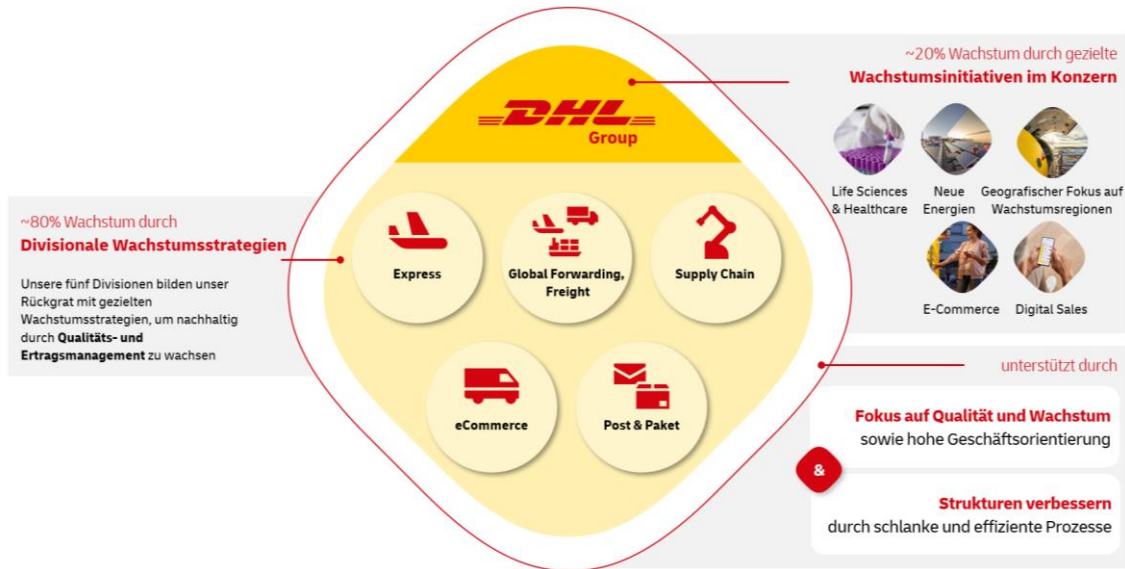 ~20% Wachstum durch gezielte
Wachstumsinitiativen im Konzern
Life Sciences
& Healthcare
Neue
Energien
Geografischer Fokus auf
Wachstumsregionen
E-Commerce
Digital Sales
DHL
Group
~80% Wachstum durch
Divisionale Wachstumsstrategien
Unsere fünf Divisionen bilden unser
Rückgrat mit gezielten
Wachstumsstrategien, um nachhaltig
durch Qualitäts- und
Ertragsmanagement zu wachsen
Express
Global Forwarding,
Freight
Supply Chain
eCommerce
Post & Paket
unterstützt durch
Fokus auf Qualität und Wachstum
sowie hohe Geschäftsorientierung
&
Strukturen verbessern
durch schlanke und effiziente Prozesse